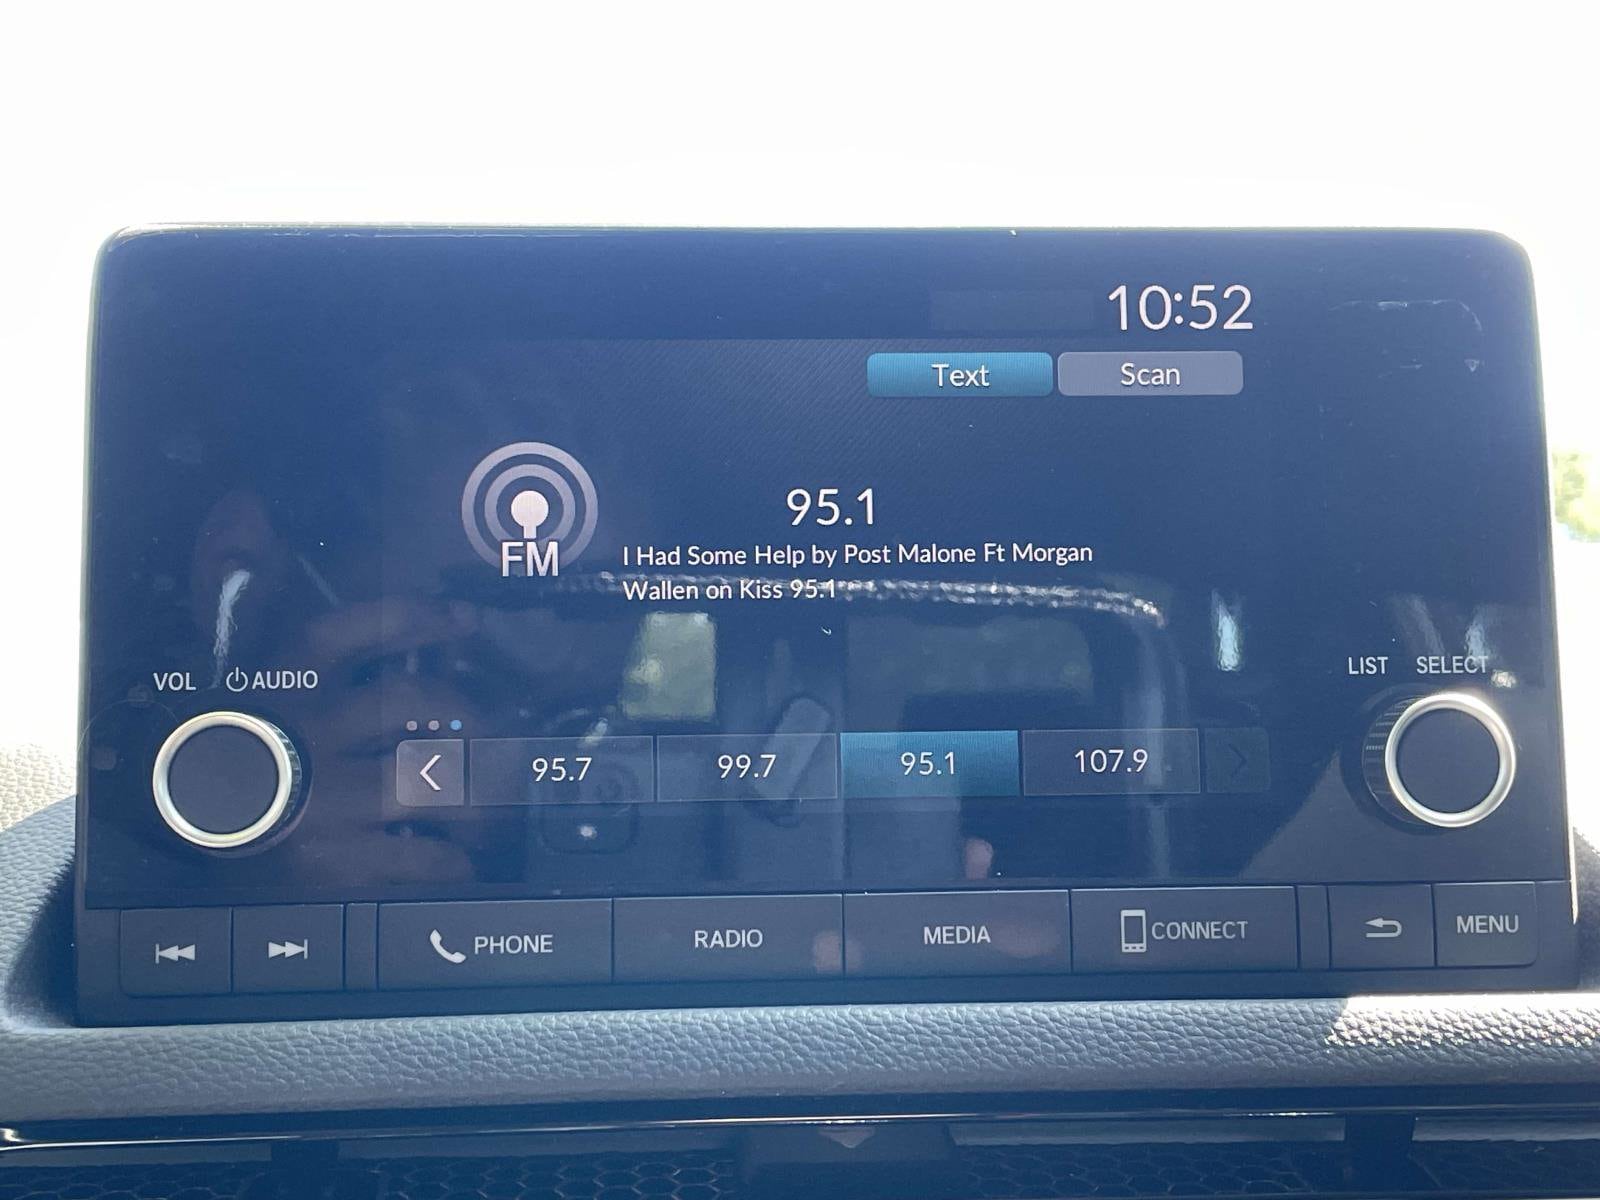 10:52
Text Scan
95.1
FM
I Had Some Help by Post Malone Ft Morgan
Wallen on Kiss 95.1
VOL AUDIO
LIST SELECT
95.7 99.7 95.1 107.9
PHONE RADIO MEDIA CONNECT MENU